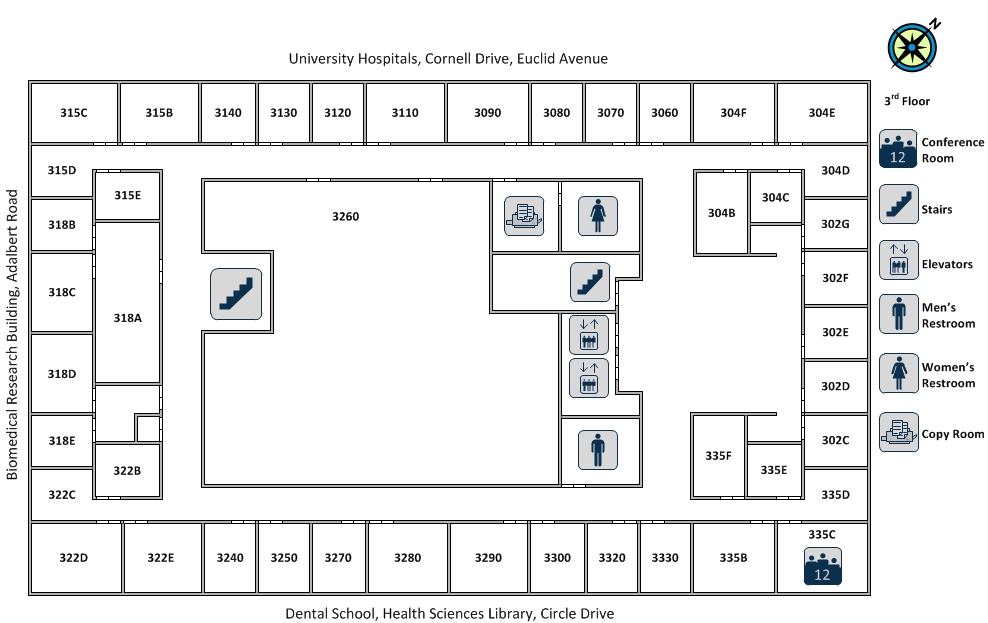 N
University Hospitals, Cornell Drive, Euclid Avenue
3rd Floor
315C 315B 3140 3130 3120 3110 3090 3080 3070 3060 304F 304E
Conference
Room
12
315D 304D
315E 304C
3260 304B
318B 302G
Stairs
Elevators
318C 302F
318A
Men's
Restroom
302E
318D 302D
Women's
Restroom
318E 302C
Copy Room
335F
322B 335E
322C 335D
335C
322D 322E 3240 3250 3270 3280 3290 3300 3320 3330 335B
12
Biomedical Research Building, Adalbert Road
Dental School, Health Sciences Library, Circle Drive